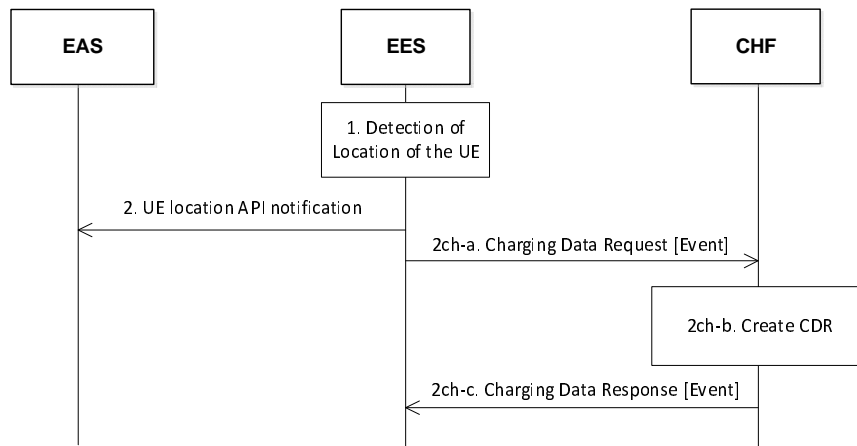 EAS
EES
CHF
1. Detection of
Location of the UE
2. UE location API notification
2ch-a. Charging Data Request [Event]
2ch-b. Create CDR
2ch-c. Charging Data Response [Event]